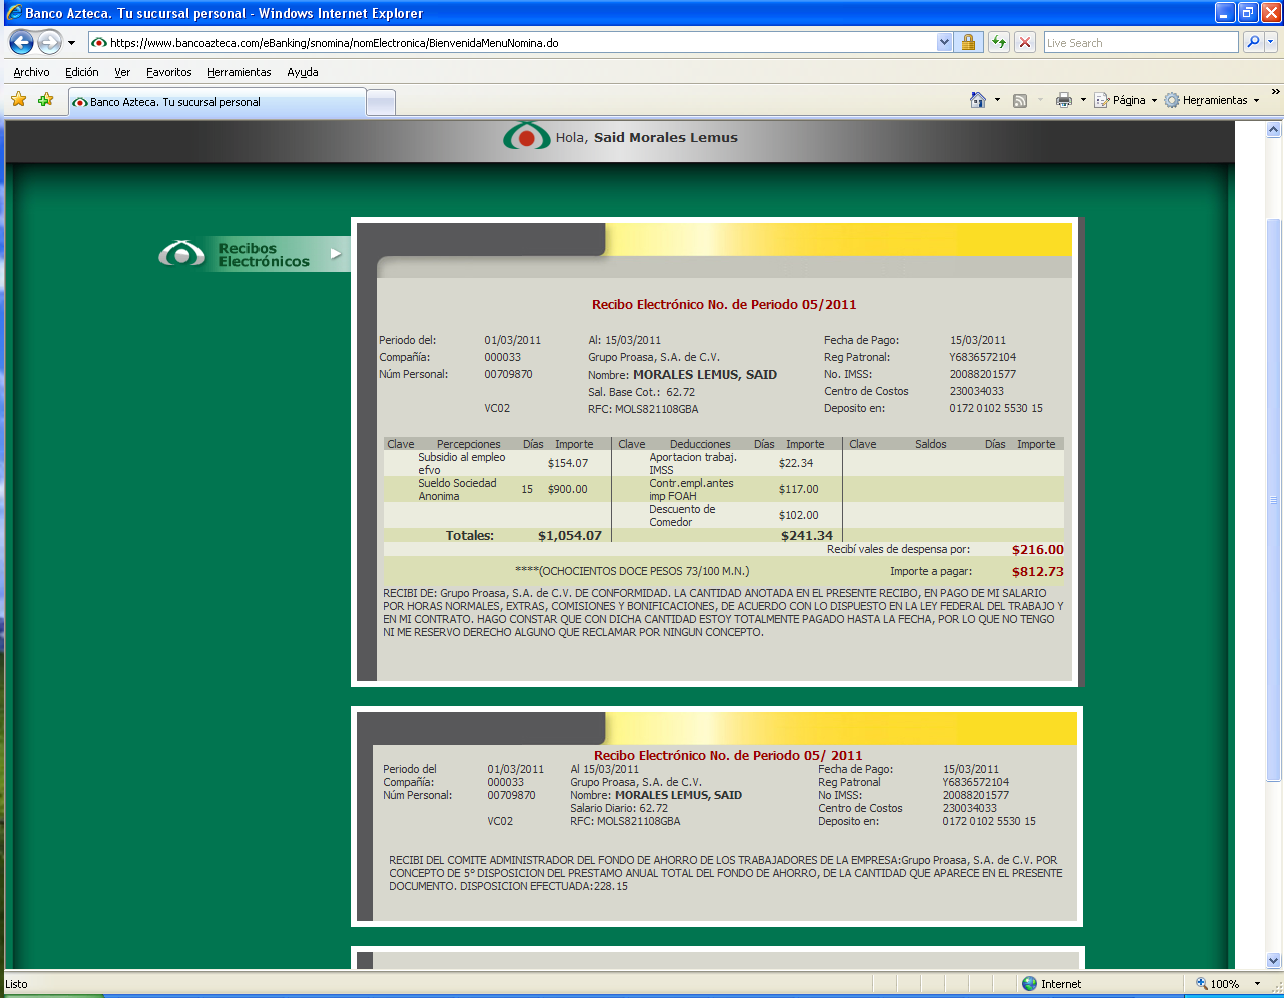 Banco Azteca. Tu sucursal personal - Windows Internet Explorer
https://www.bancoazteca.com/eBanking/snomina/nomElectronica/BienvenidaMenuNomina.do
Live Search
Archivo Edición Ver Favoritos Herramientas Ayuda
Banco Azteca. Tu sucursal personal
Página Herramientas »
Hola, Said Morales Lemus
Recibos
Electrónicos
Recibo Electrónico No. de Periodo 05/2011
Periodo del: 01/03/2011 Al: 15/03/2011 Fecha de Pago: 15/03/2011
Compañía: 000033 Grupo Proasa, S.A. de C.V. Reg Patronal: Y6836572104
Núm Personal: 00709870 Nombre: MORALES LEMUS, SAID No. IMSS: 20088201577
Sal. Base Cot.: 62.72 Centro de Costos 230034033
VC02 RFC: MOLS821108GBA Deposito en: 0172 0102 5530 15
Clave Percepciones Días Importe Clave Deducciones Días Importe Clave Saldos Días Importe
Subsidio al empleo efvo $154.07 Aportacion trabaj. IMSS $22.34
Sueldo Sociedad Anonima 15 $900.00 Contr.empl.antes imp FOAH $117.00
Descuento de Comedor $102.00
Totales: $1,054.07 $241.34
Recibí vales de despensa por: $216.00
****(OCHOCIENTOS DOCE PESOS 73/100 M.N.) Importe a pagar: $812.73
RECIBI DE: Grupo Proasa, S.A. de C.V. DE CONFORMIDAD. LA CANTIDAD ANOTADA EN EL PRESENTE RECIBO, EN PAGO DE MI SALARIO
POR HORAS NORMALES, EXTRAS, COMISIONES Y BONIFICACIONES, DE ACUERDO CON LO DISPUESTO EN LA LEY FEDERAL DEL TRABAJO Y
EN MI CONTRATO. HAGO CONSTAR QUE CON DICHA CANTIDAD ESTOY TOTALMENTE PAGADO HASTA LA FECHA, POR LO QUE NO TENGO
NI ME RESERVO DERECHO ALGUNO QUE RECLAMAR POR NINGUN CONCEPTO.
Recibo Electrónico No. de Periodo 05/ 2011
Periodo del 01/03/2011 Al 15/03/2011 Fecha de Pago: 15/03/2011
Compañía: 000033 Grupo Proasa, S.A. de C.V. Reg Patronal Y6836572104
Núm Personal: 00709870 Nombre: MORALES LEMUS, SAID No IMSS: 20088201577
Salario Diario: 62.72 Centro de Costos 230034033
VC02 RFC: MOLS821108GBA Deposito en: 0172 0102 5530 15
RECIBI DEL COMITE ADMINISTRADOR DEL FONDO DE AHORRO DE LOS TRABAJADORES DE LA EMPRESA:Grupo Proasa, S.A. de C.V. POR
CONCEPTO DE 5º DISPOSICION DEL PRESTAMO ANUAL TOTAL DEL FONDO DE AHORRO, DE LA CANTIDAD QUE APARECE EN EL PRESENTE
DOCUMENTO. DISPOSICION EFECTUADA:228.15
Listo Internet 100%